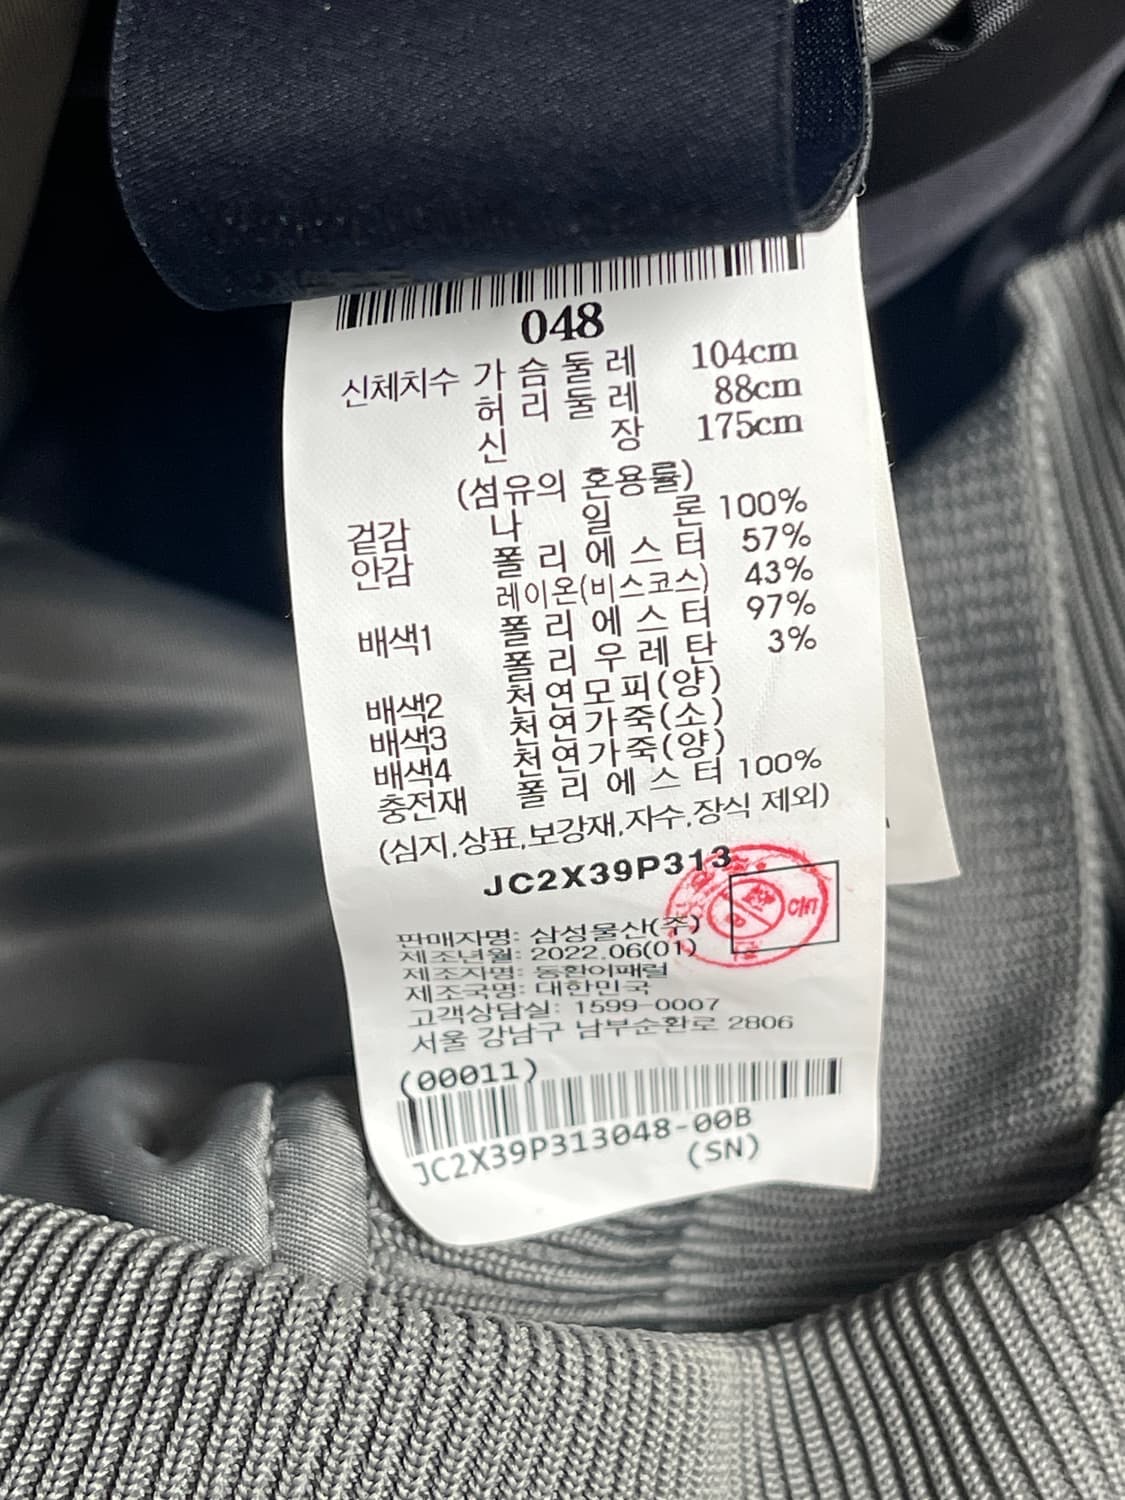 048
신체치수 가슴둘레 104cm
허리둘레 88cm
신장 175cm
(섬유의 혼용률)
겉감 나일론 100%
안감 폴리에스터 57%
레이온(비스코스) 43%
배색1 폴리에스터 97%
폴리우레탄 3%
배색2 천연모피(양)
배색3 천연가죽(소)
배색4 천연가죽(양)
충전재 폴리에스터 100%
(심지,상표,보강재,자수,장식 제외)
JC2X39P313
판매자명: 삼성물산(주)
제조년월: 2022.06(01)
제조자명: 동환어패럴
제조국명: 대한민국
고객상담실: 1599-0007
서울 강남구 남부순환로 2806
(00011)
JC2X39P313048-00B
(SN)